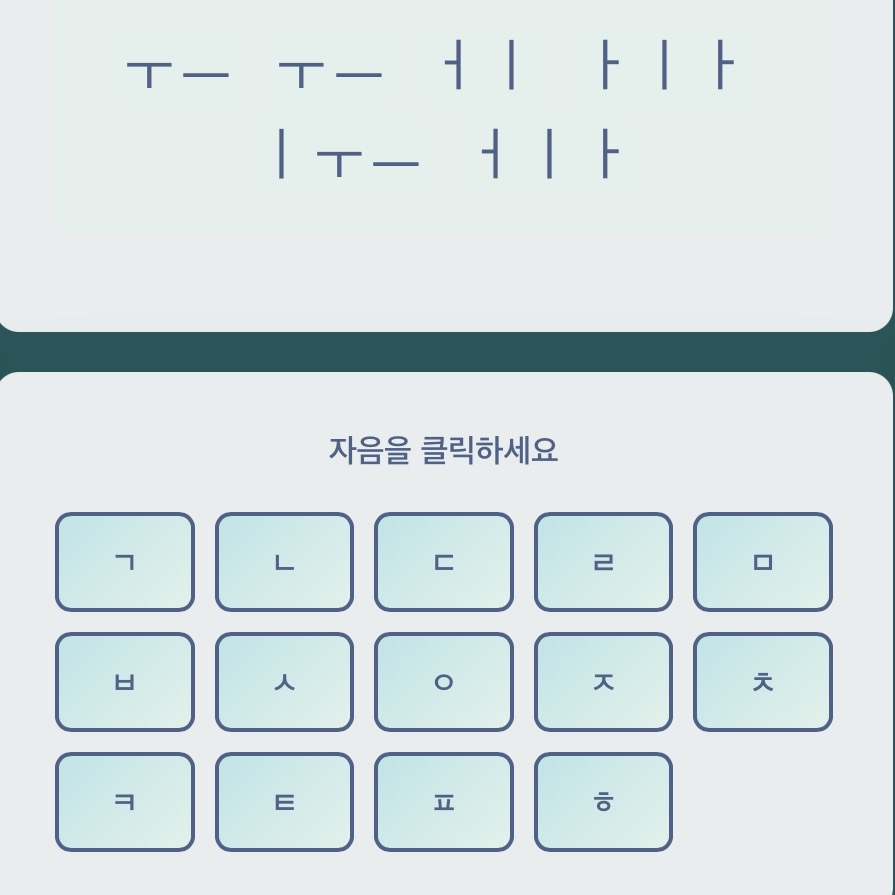 ㅜㅡ ㅜㅡ ㅓㅣ ㅏㅣㅏ
ㅣㅜㅡ ㅓㅣㅏ
자음을 클릭하세요
ㄱ ㄴ ㄷ ㄹ ㅁ
ㅂ ㅅ ㅇ ㅈ ㅊ
ㅋ ㅌ ㅍ ㅎ